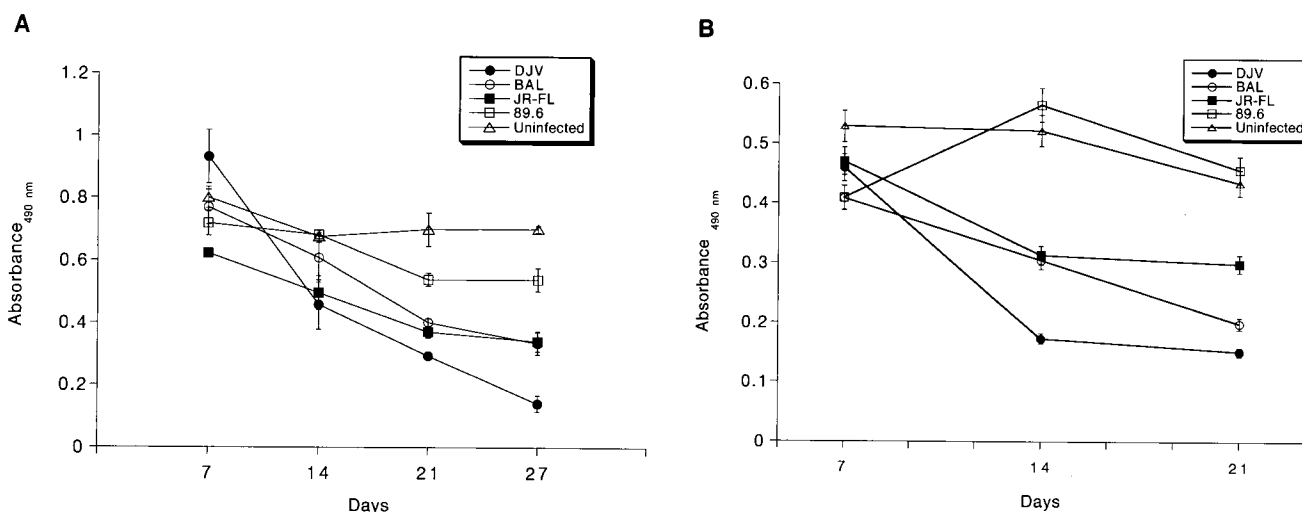 A
DJV
BAL
JR-FL
89.6
Uninfected
1.2
1
0.8
0.6
0.4
0.2
0
Absorbance 490 nm
7 14 21 27
Days
B
DJV
BAL
JR-FL
89.6
Uninfected
0.6
0.5
0.4
0.3
0.2
0.1
0
Absorbance 490 nm
7 14 21
Days